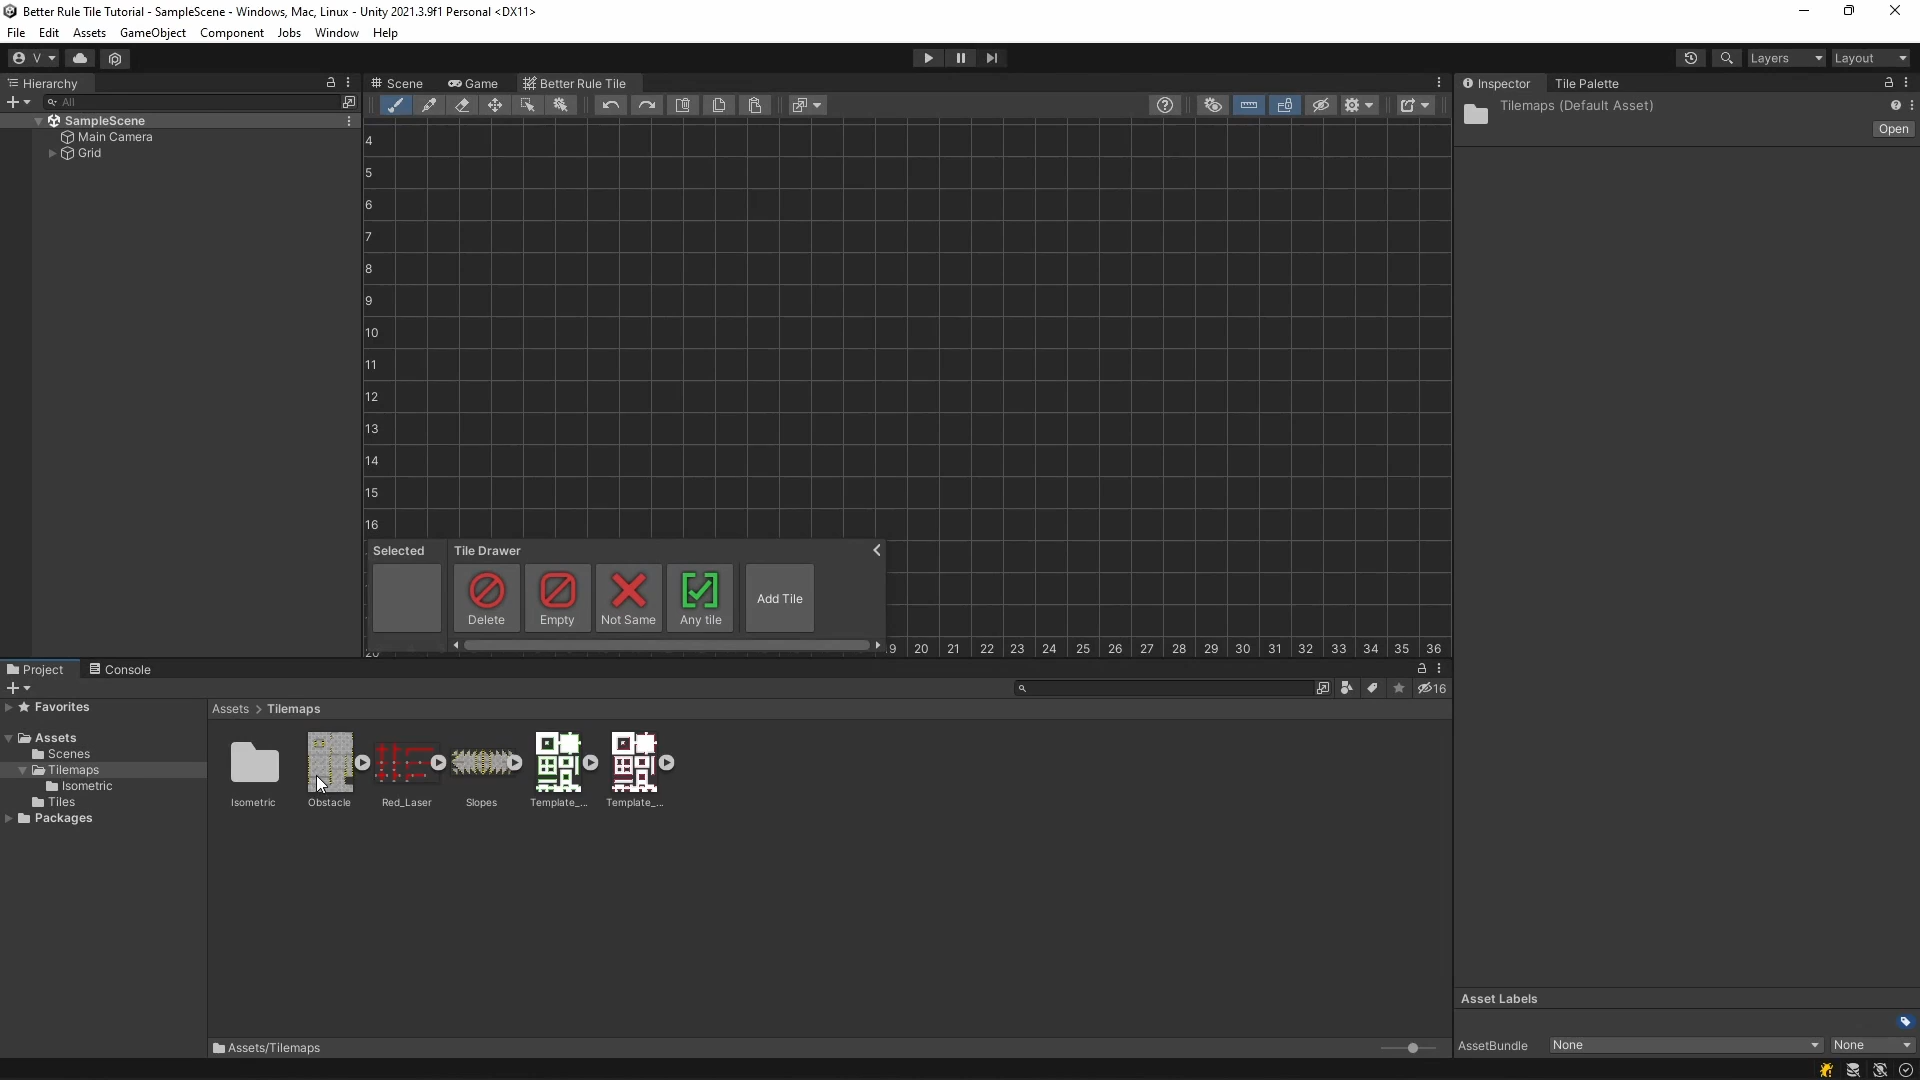 Better Rule Tile Tutorial - SampleScene - Windows, Mac, Linux - Unity 2021.3.9f1 Personal <DX11>
File Edit Assets GameObject Component Jobs Window Help
V
Layers Layout
Hierarchy
Scene Game Better Rule Tile
Inspector Tile Palette
All
Tilemaps (Default Asset)
Open
SampleScene
Main Camera
Grid
4
5
6
7
8
9
10
11
12
13
14
15
16
Selected Tile Drawer
Delete Empty Not Same Any tile Add Tile
20 21 22 23 24 25 26 27 28 29 30 31 32 33 34 35 36
Project Console
16
Favorites
Assets > Tilemaps
Assets
Scenes
Tilemaps
Isometric
Tiles
Packages
Isometric Obstacle Red_Laser Slopes Template_... Template_...
Asset Labels
Assets/Tilemaps
AssetBundle None None